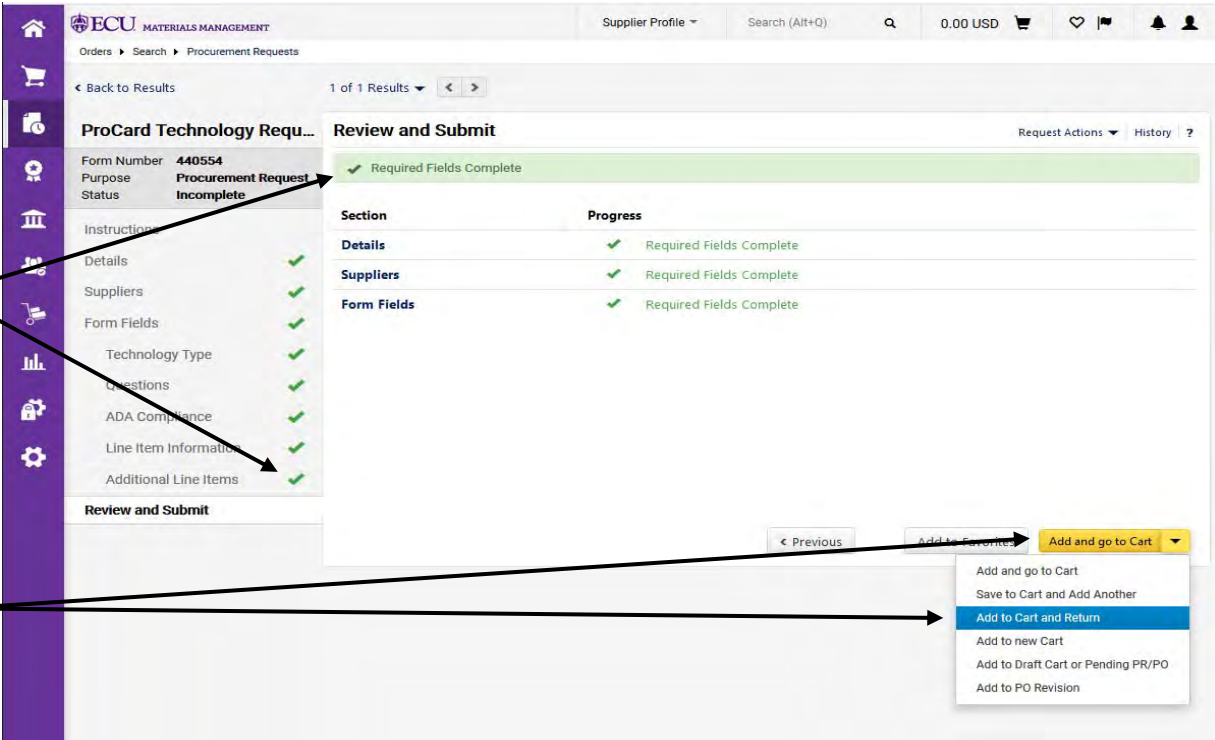 ECU MATERIALS MANAGEMENT
Supplier Profile
Search (Alt+Q)
0.00 USD
Orders Search Procurement Requests
Back to Results
1 of 1 Results
ProCard Technology Requ...
Form Number 440554
Purpose Procurement Request
Status Incomplete
Instructions
Details
Suppliers
Form Fields
Technology Type
Questions
ADA Compliance
Line Item Information
Additional Line Items
Review and Submit
Review and Submit
Request Actions History ?
Required Fields Complete
Section Progress
Details Required Fields Complete
Suppliers Required Fields Complete
Form Fields Required Fields Complete
Previous
Add to Favorites
Add and go to Cart
Add and go to Cart
Save to Cart and Add Another
Add to Cart and Return
Add to new Cart
Add to Draft Cart or Pending PR/PO
Add to PO Revision